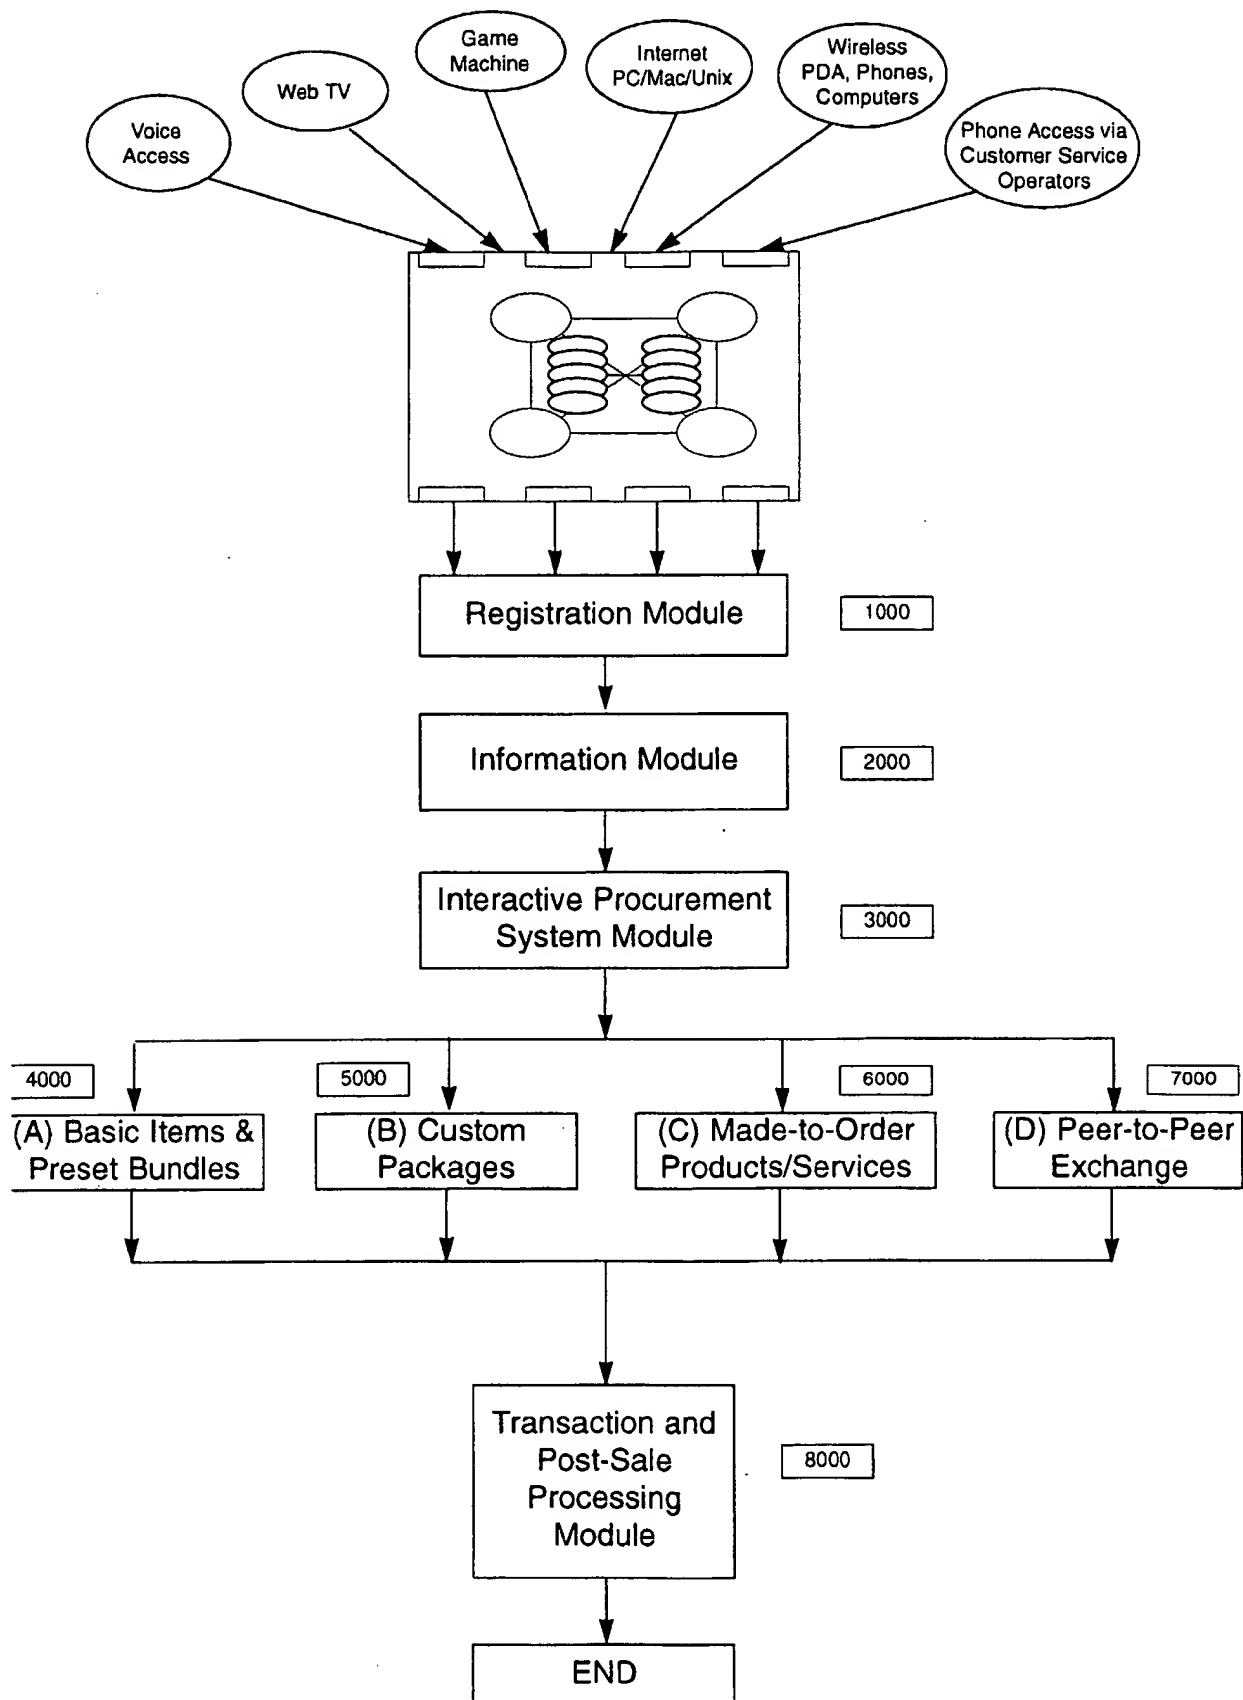 Game
Machine
Internet
PC/Mac/Unix
Wireless
PDA, Phones,
Computers
Web TV
Voice
Access
Phone Access via
Customer Service
Operators
Registration Module
1000
Information Module
2000
Interactive Procurement
System Module
3000
4000
5000
6000
7000
(A) Basic Items &
Preset Bundles
(B) Custom
Packages
(C) Made-to-Order
Products/Services
(D) Peer-to-Peer
Exchange
Transaction and
Post-Sale
Processing
Module
8000
END